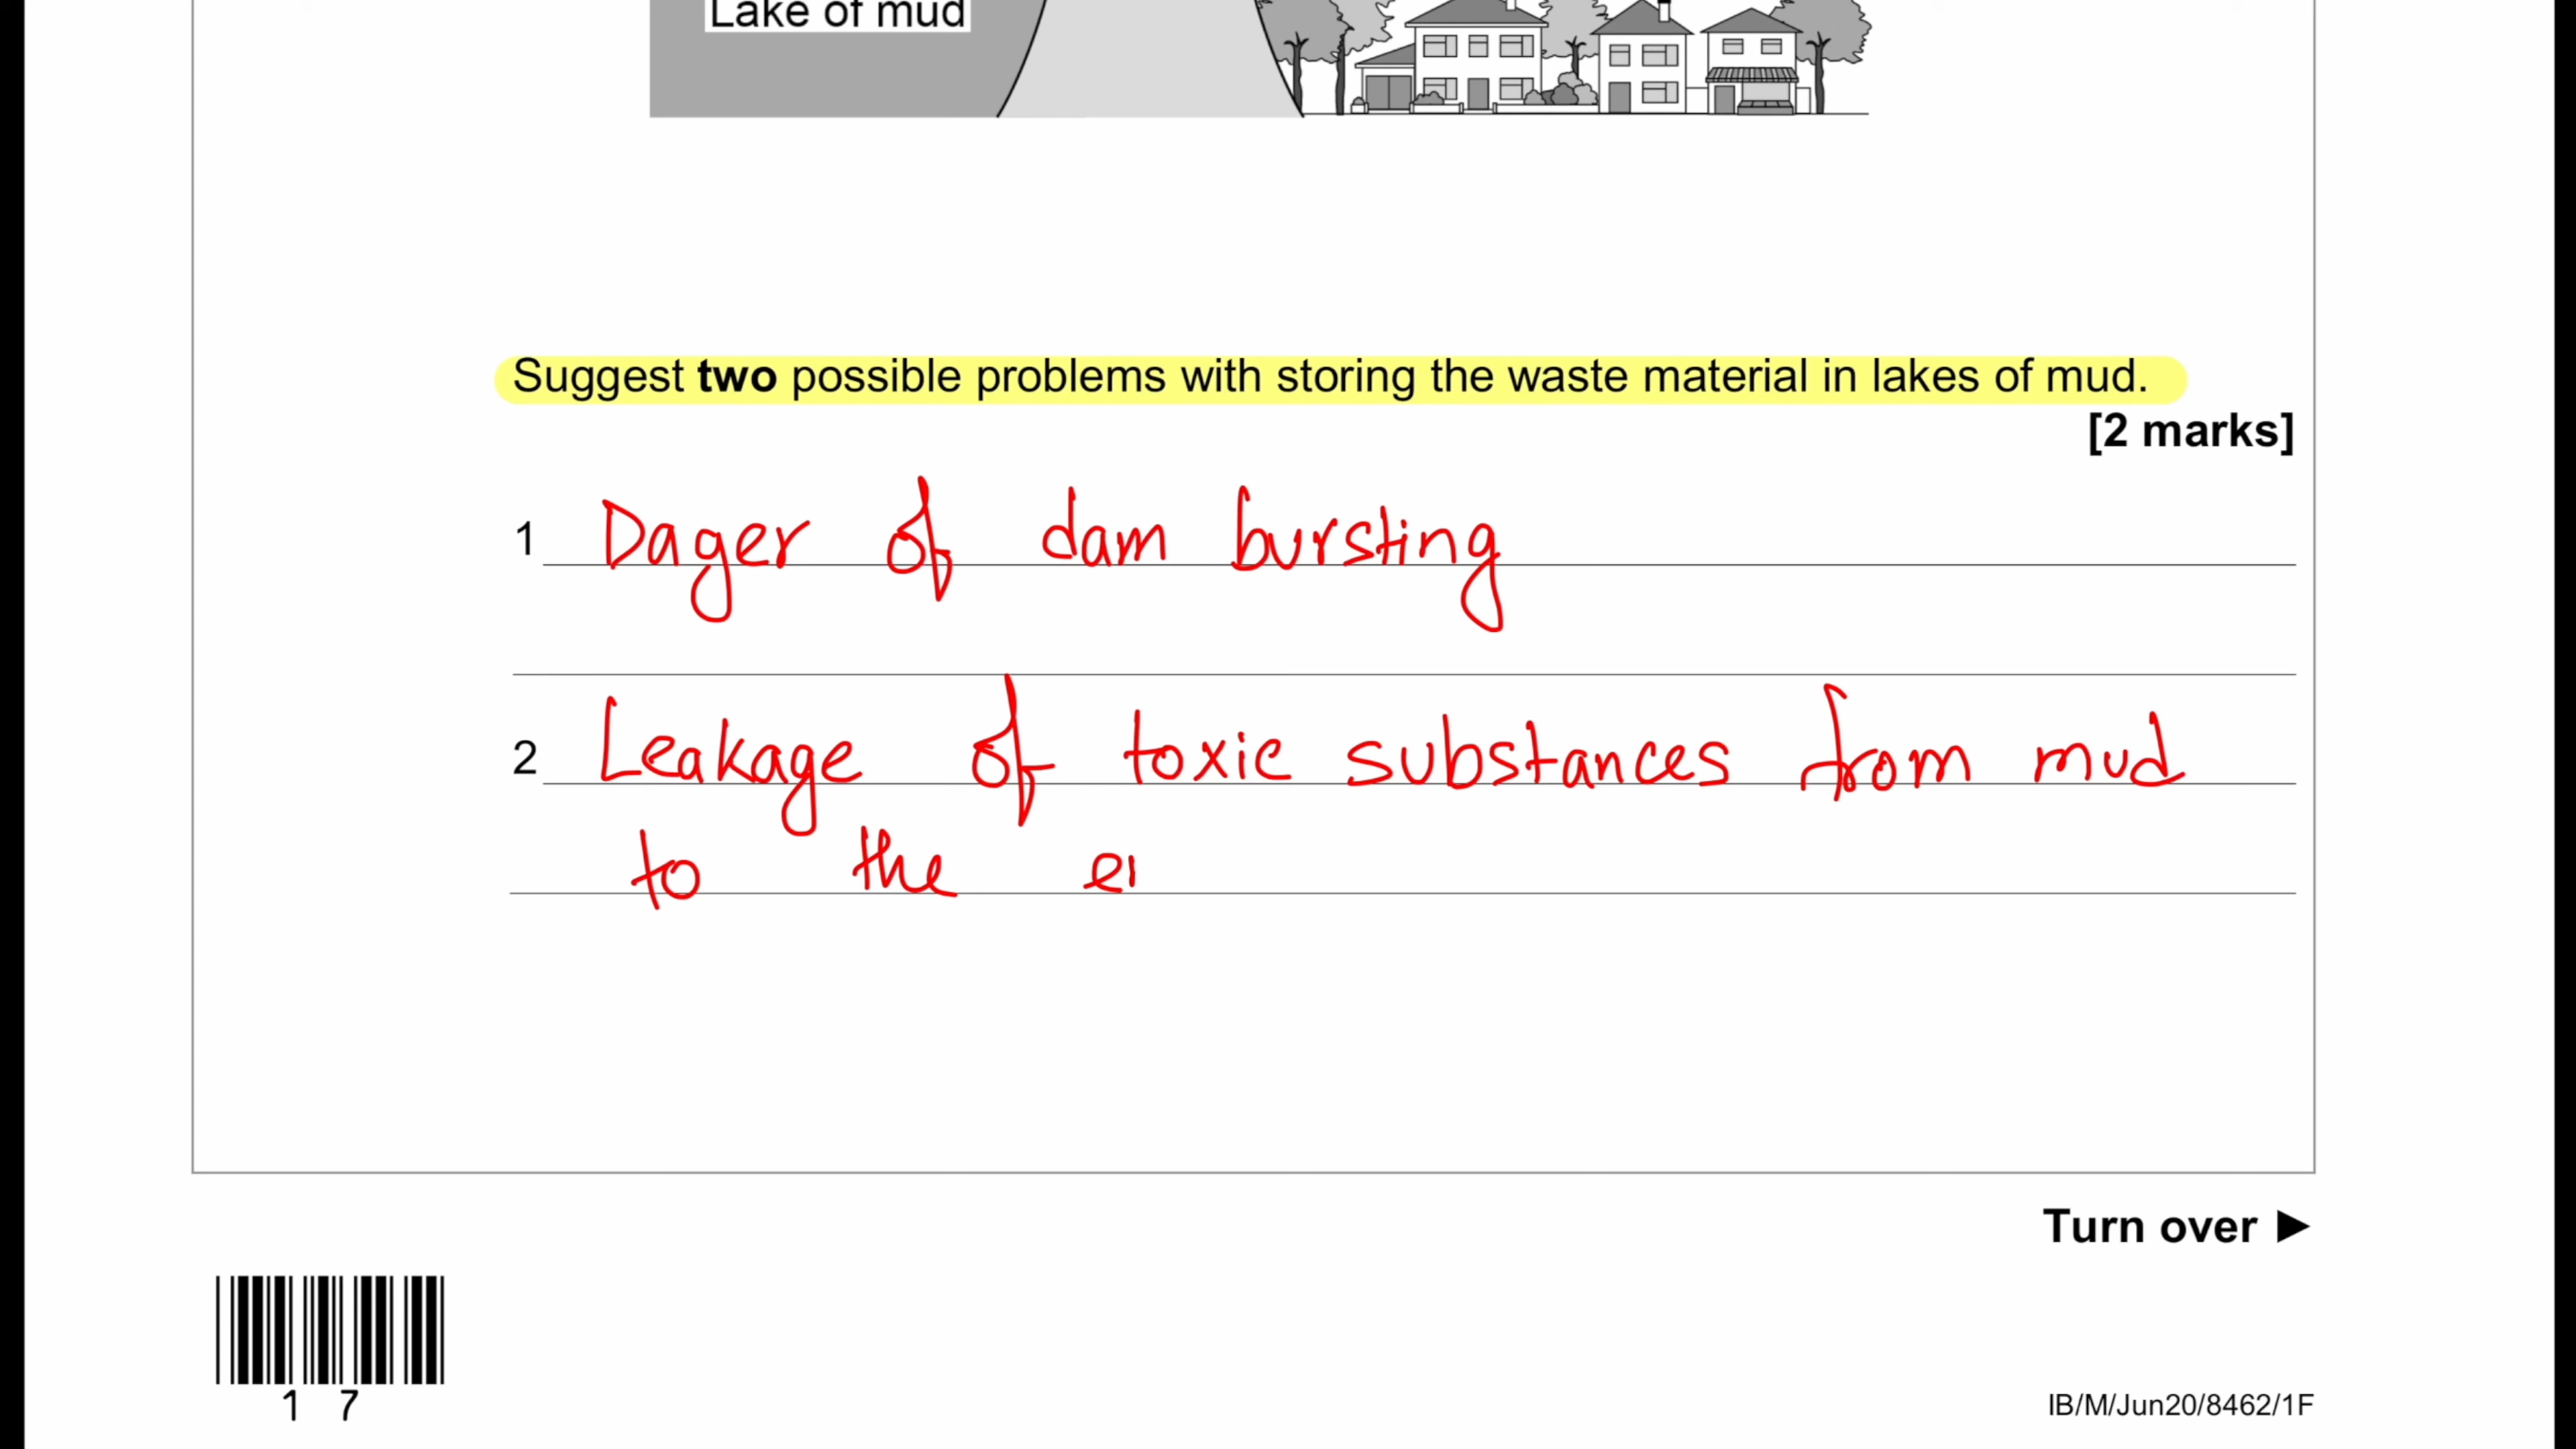 Lake of mud
Suggest two possible problems with storing the waste material in lakes of mud.
[2 marks]
1 Dager of dam bursting
2 Leakage of toxic substances from mud
to the en
Turn over ►
1 7
IB/M/Jun20/8462/1F